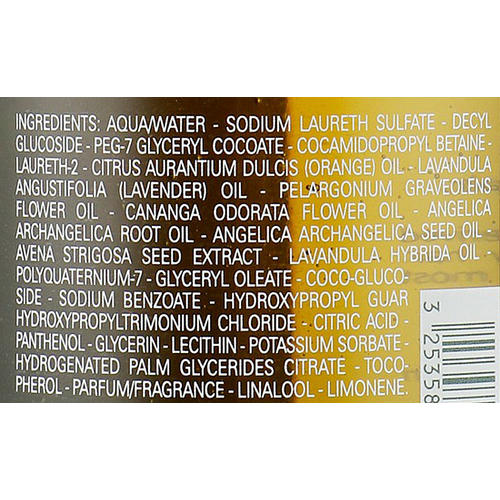 INGREDIENTS: AQUA/WATER - SODIUM LAURETH SULFATE - DECYL
GLUCOSIDE - PEG-7 GLYCERYL COCOATE - COCAMIDOPROPYL BETAINE -
LAURETH-2 - CITRUS AURANTIUM DULCIS (ORANGE) OIL - LAVANDULA
ANGUSTIFOLIA (LAVENDER) OIL - PELARGONIUM GRAVEOLENS
FLOWER OIL - CANANGA ODORATA FLOWER OIL - ANGELICA
ARCHANGELICA ROOT OIL - ANGELICA ARCHANGELICA SEED OIL -
AVENA STRIGOSA SEED EXTRACT - LAVANDULA HYBRIDA OIL -
POLYQUATERNIUM-7 - GLYCERYL OLEATE - COCO-GLUCO-
SIDE - SODIUM BENZOATE - HYDROXYPROPYL GUAR
HYDROXYPROPYLTRIMONIUM CHLORIDE - CITRIC ACID -
PANTHENOL - GLYCERIN - LECITHIN - POTASSIUM SORBATE -
HYDROGENATED PALM GLYCERIDES CITRATE - TOCO-
PHEROL - PARFUM/FRAGRANCE - LINALOOL - LIMONENE.
3 25358